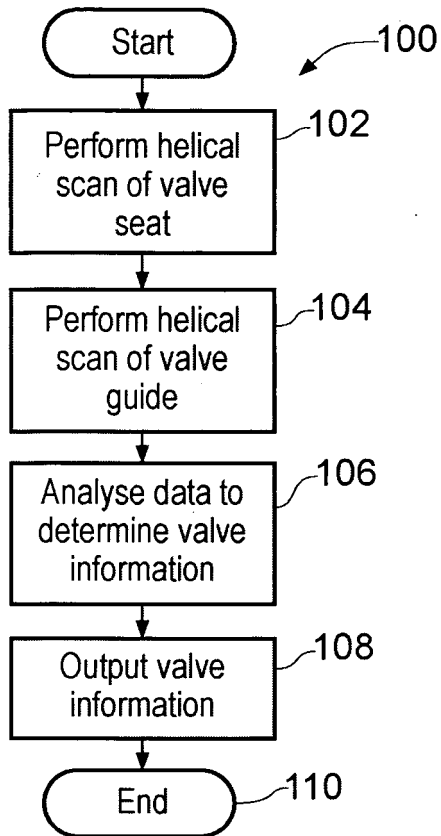 Start
100
102
Perform helical
scan of valve
seat
104
Perform helical
scan of valve
guide
106
Analyse data to
determine valve
information
108
Output valve
information
End
110